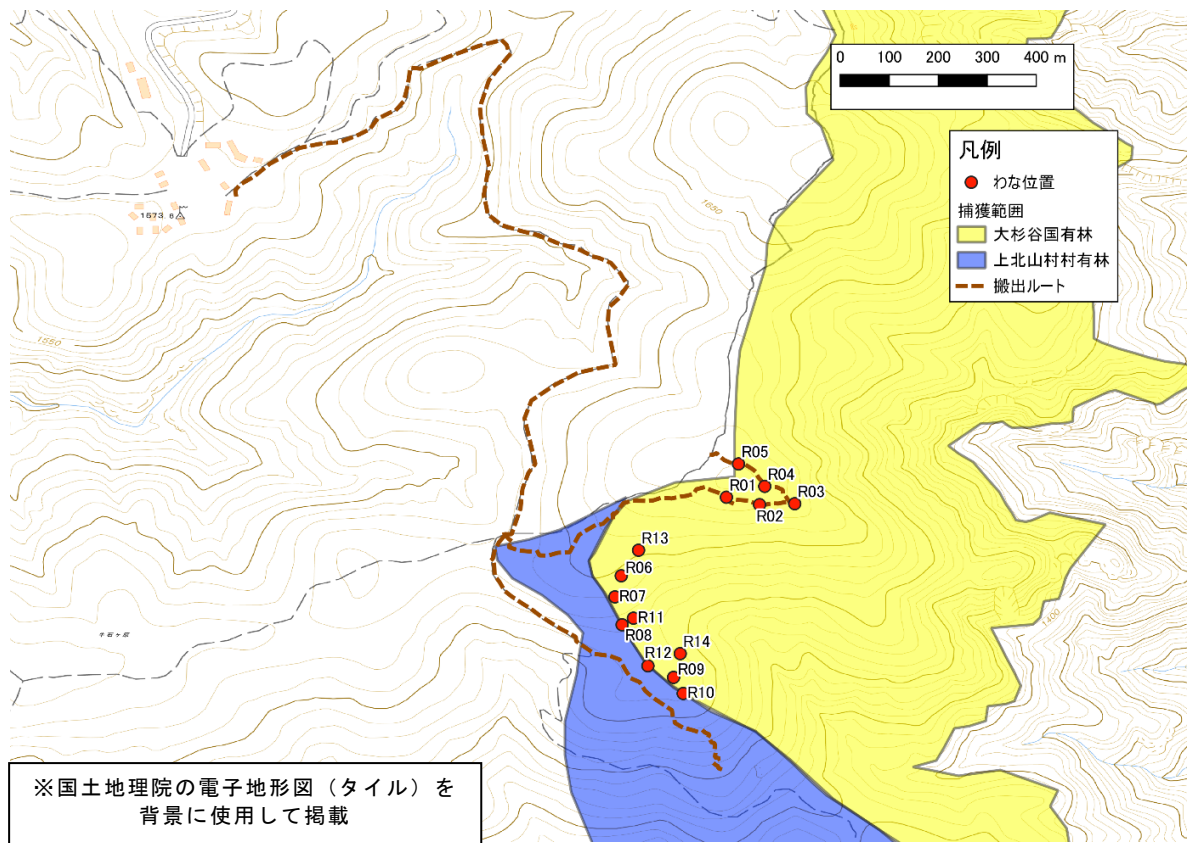 0 100 200 300 400 m
凡例
わな位置
捕獲範囲
大杉谷国有林
上北山村村有林
搬出ルート
1573.6
1650
1550
R05
R04
R01
R03
R02
R13
R06
R07
R11
R08
R14
R12
R09
R10
1400
牛石ヶ原
※国土地理院の電子地形図（タイル）を
背景に使用して掲載